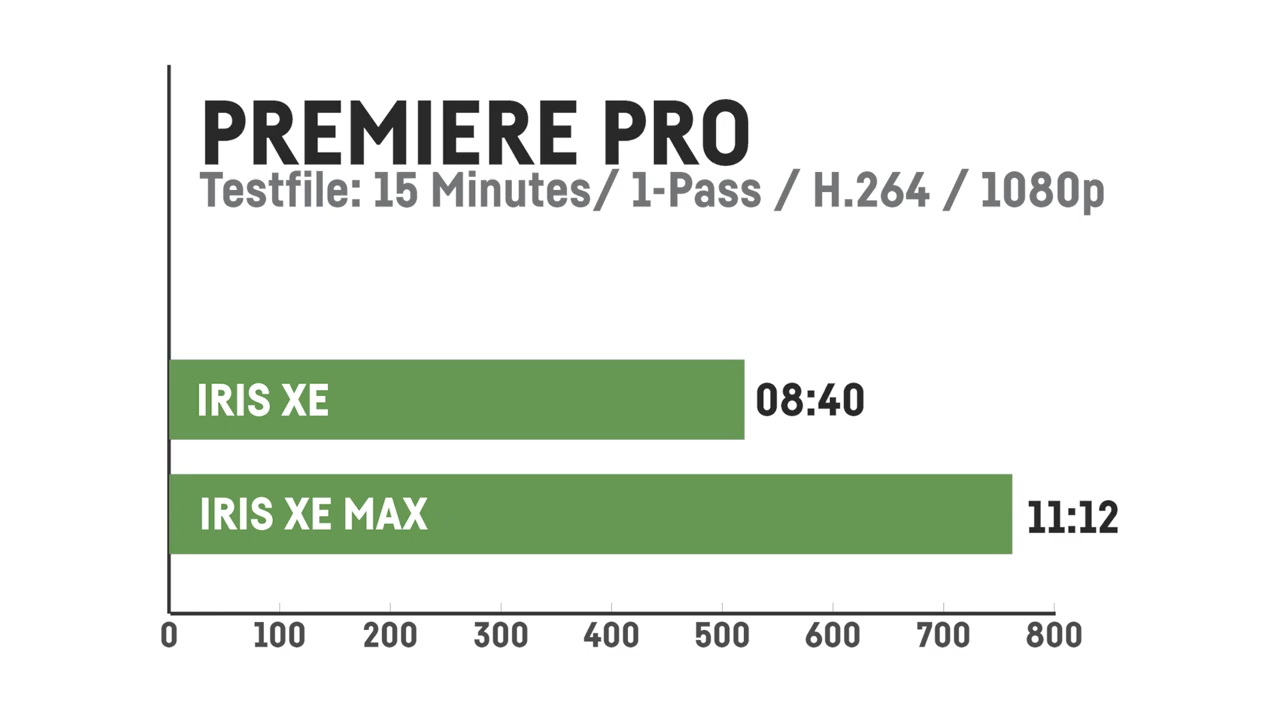 PREMIERE PRO
Testfile: 15 Minutes/ 1-Pass / H.264 / 1080p
IRIS XE 08:40
IRIS XE MAX 11:12
0 100 200 300 400 500 600 700 800